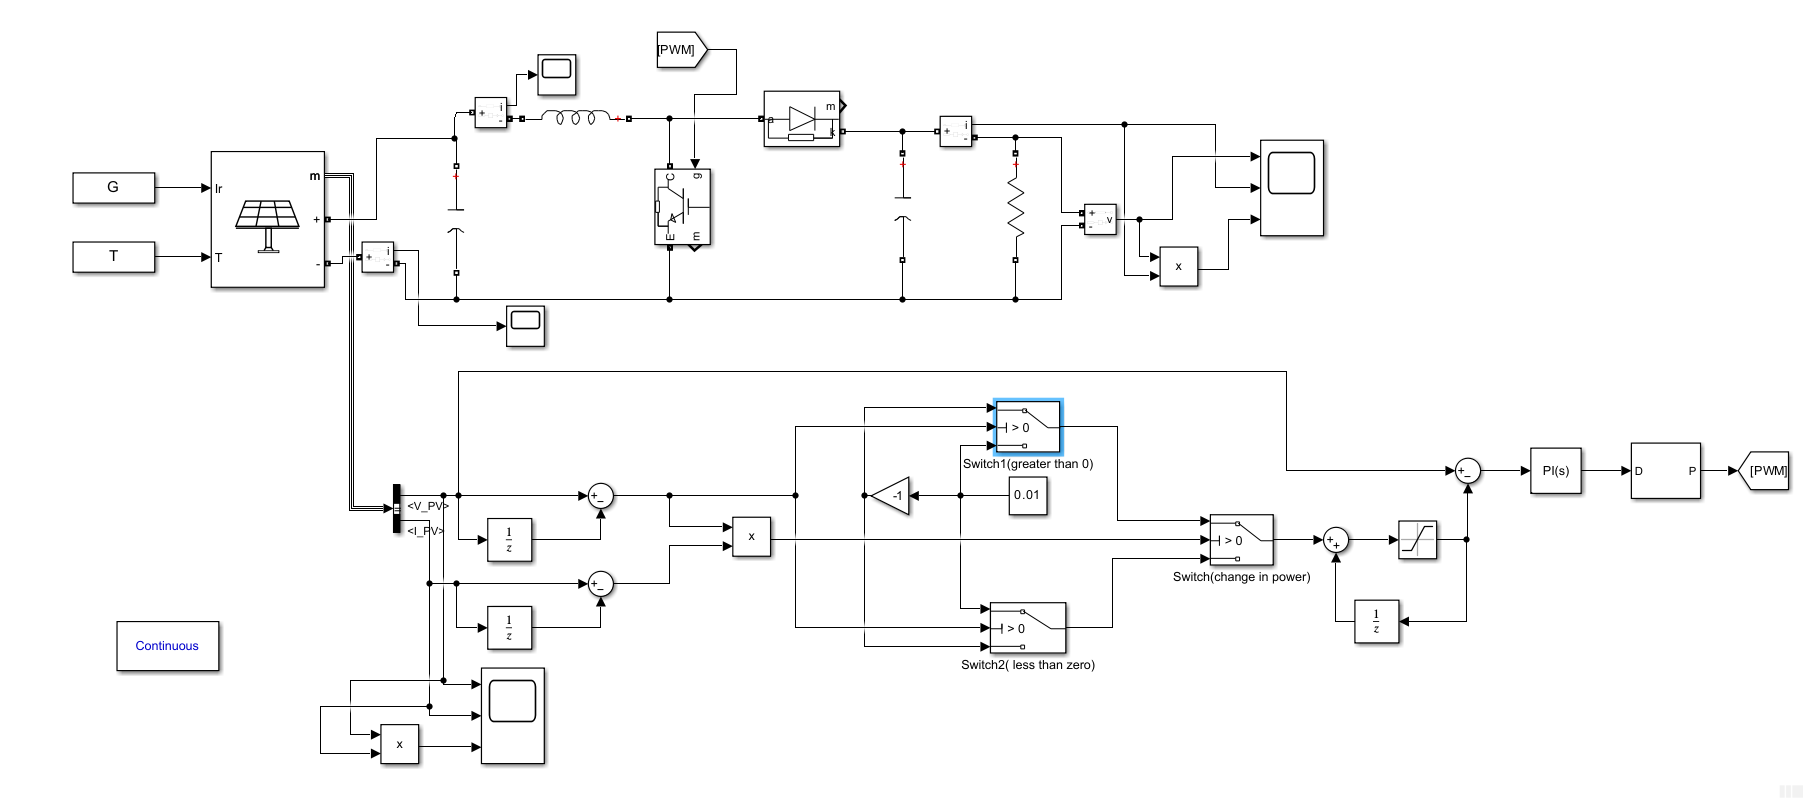 [PWM]
i
+
-
m
a
k
i
+
-
G
Ir
m
+
C
g
E
m
+
-
v
T
T
-
i
+
-
x
Switch1(greater than 0)
> 0
-1
0.01
<V_PV>
<I_PV>
+
−
1
z
x
+
−
PI(s)
D
P
[PWM]
> 0
Switch(change in power)
+
+
+
−
1
z
> 0
Switch2( less than zero)
1
z
Continuous
x